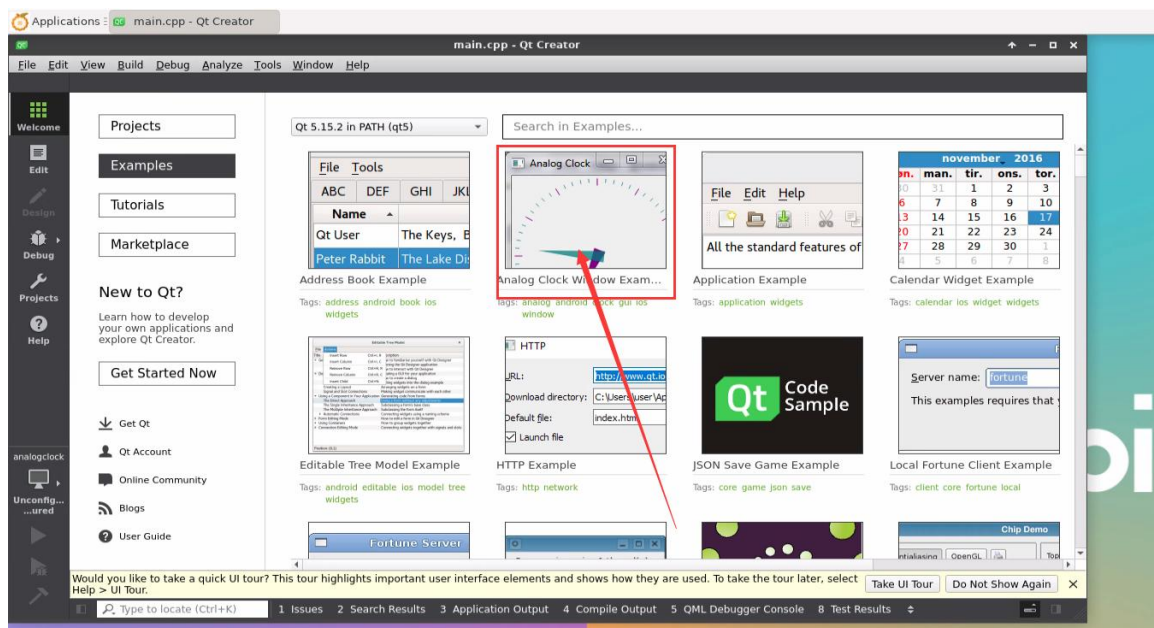 Applications
main.cpp - Qt Creator
main.cpp - Qt Creator
File Edit View Build Debug Analyze Tools Window Help
Welcome
Edit
Design
Debug
Projects
Help
analogclock
Unconfig...
...ured
Projects
Examples
Tutorials
Marketplace
New to Qt?
Learn how to develop
your own applications and
explore Qt Creator.
Get Started Now
Get Qt
Qt Account
Online Community
Blogs
User Guide
Qt 5.15.2 in PATH (qt5)
Search in Examples...
File Tools
ABC DEF GHI JKL
Name
Qt User The Keys,
Peter Rabbit The Lake
Address Book Example
Tags: address android book ios
widgets
Analog Clock
Analog Clock Window Exam...
Tags: analog android clock gui ios
window
File Edit Help
All the standard features of
Application Example
Tags: application widgets
november 2016
man. tir. ons. tor.
31 1 2 3
7 8 9 10
14 15 16 17
21 22 23 24
28 29 30 1
5 6 7 8
Calendar Widget Example
Tags: calendar ios widget widgets
Editable Tree Model Example
Tags: android editable ios model tree
widgets
HTTP
URL: http://www.qt.io
Download directory: C:\Users\user\Ap
Default file: index.htm
Launch file
HTTP Example
Tags: http network
Qt Code
Sample
JSON Save Game Example
Tags: core game json save
Server name: fortune
This examples requires that
Local Fortune Client Example
Tags: client core fortune local
Fortune Server
Chip Demo
OpenGL
Would you like to take a quick UI tour? This tour highlights important user interface elements and shows how they are used. To take the tour later, select
Help > UI Tour.
Take UI Tour
Do Not Show Again
Type to locate (Ctrl+K)
1 Issues 2 Search Results 3 Application Output 4 Compile Output 5 QML Debugger Console 8 Test Results
pi